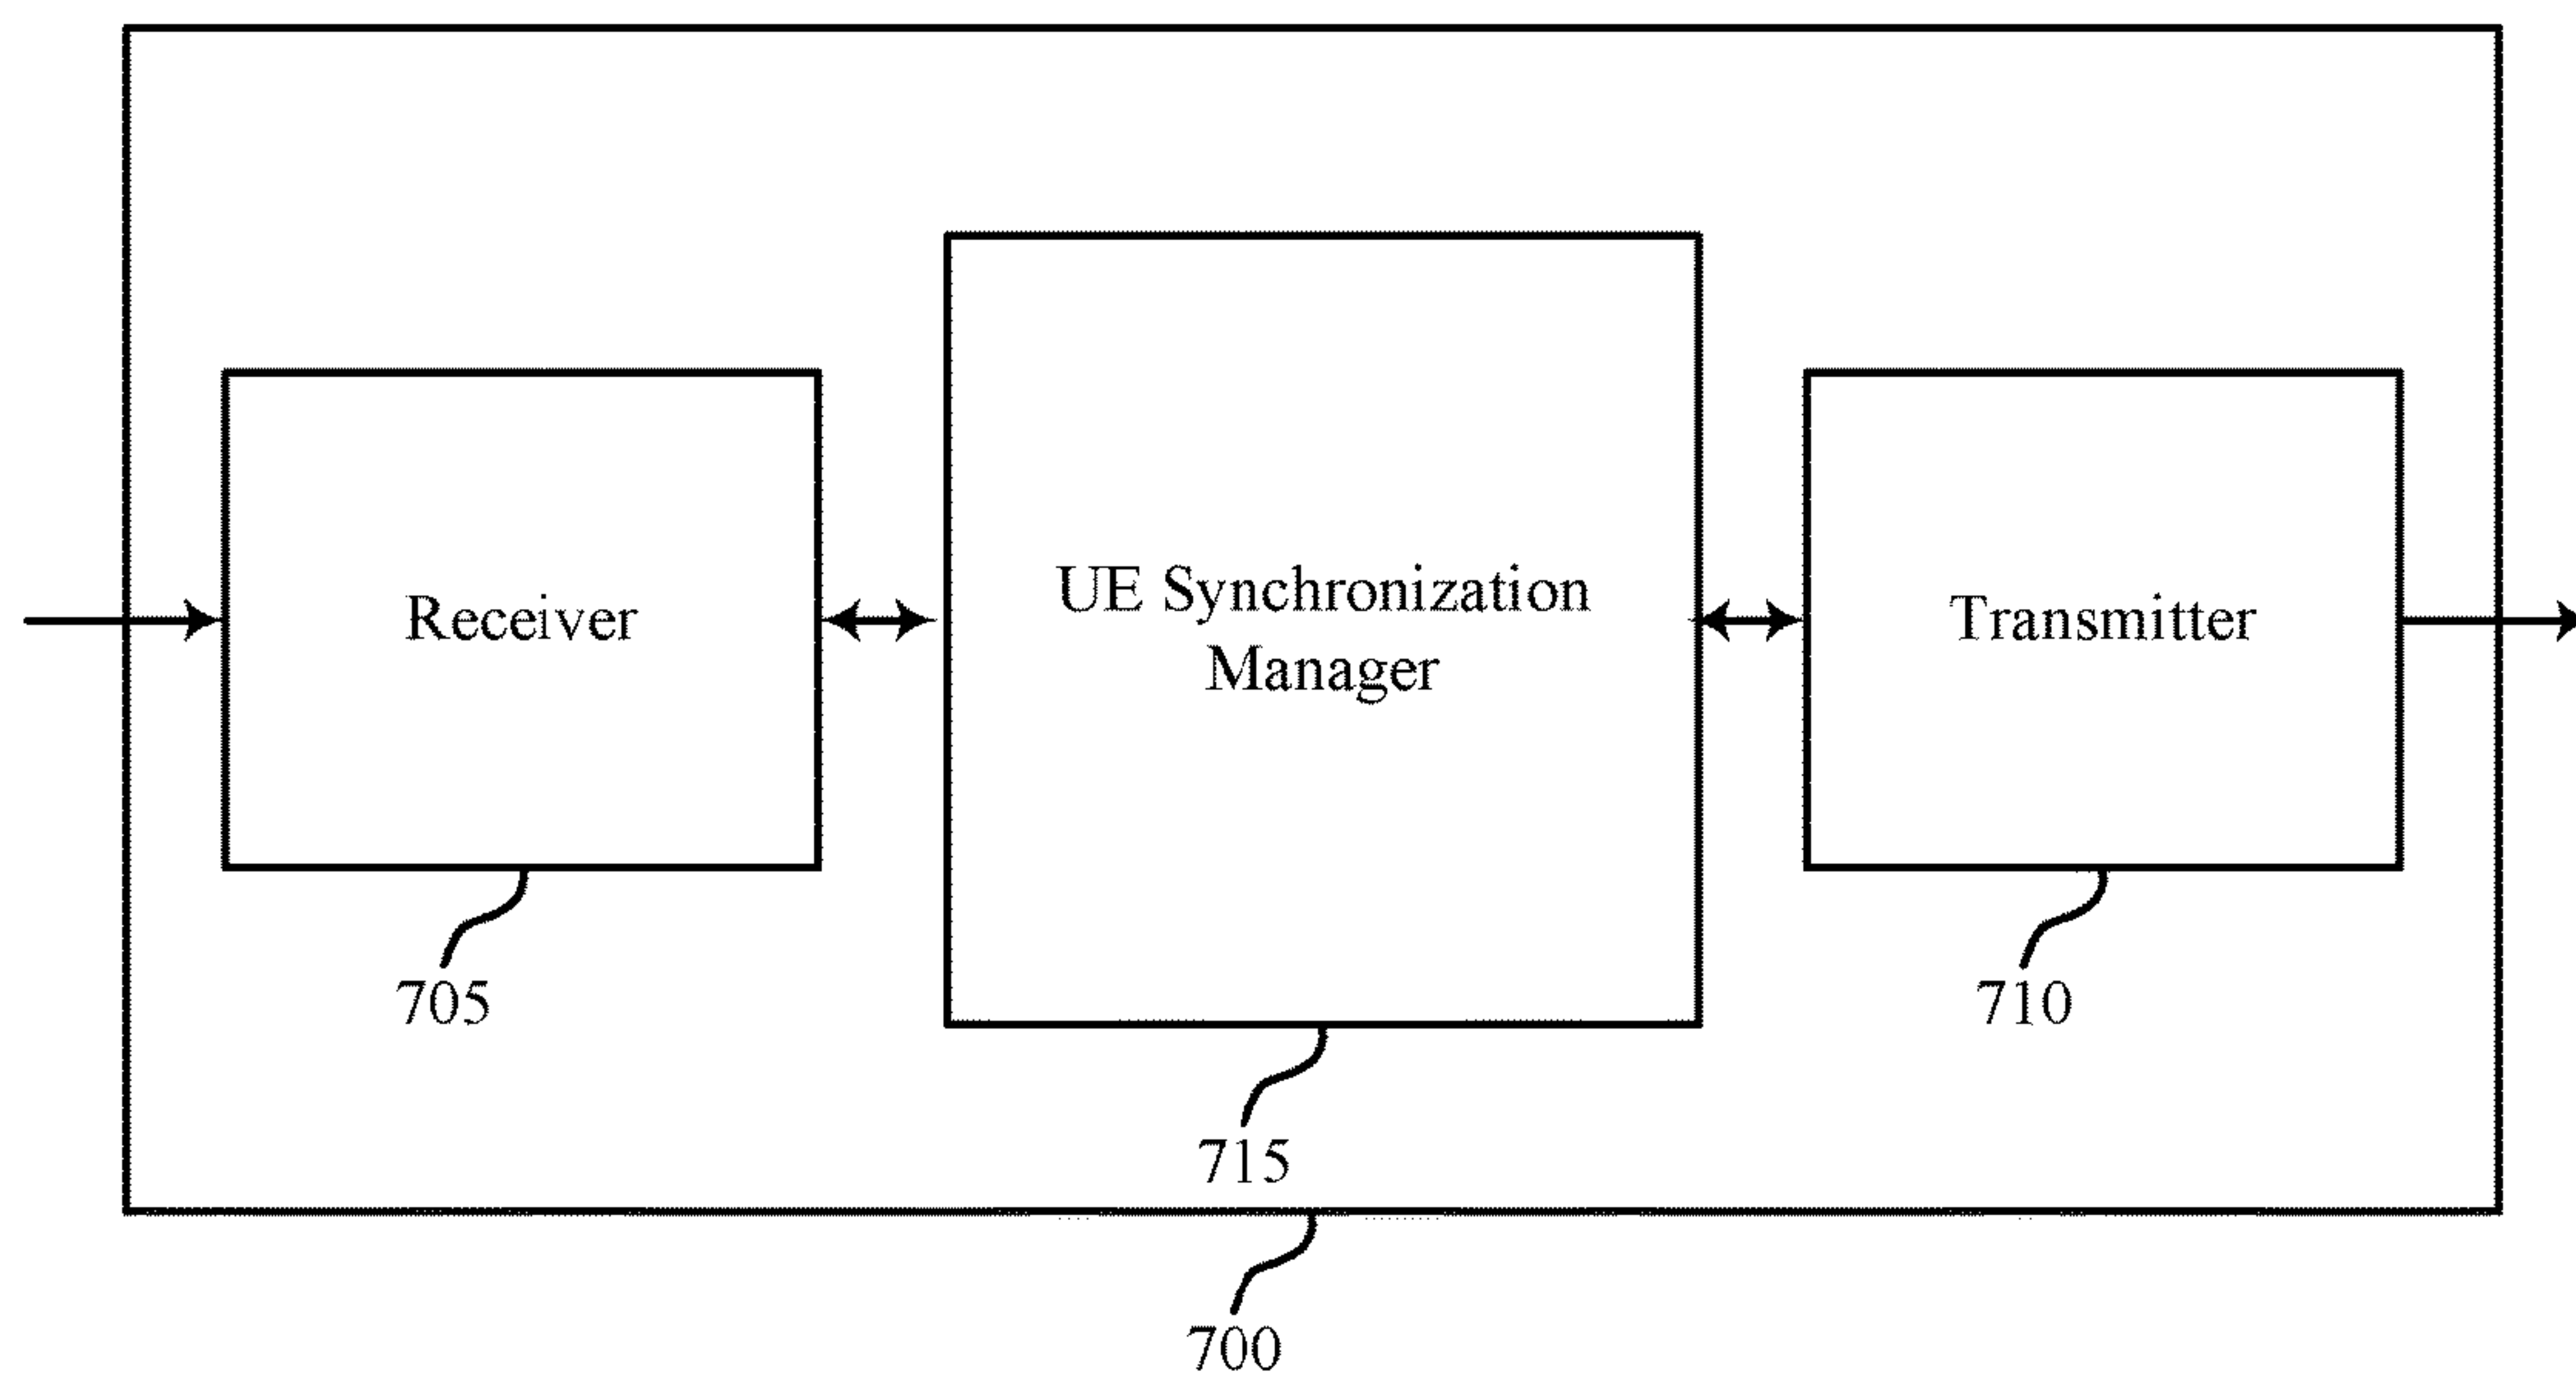 Receiver
UE Synchronization
Manager
Transmitter
705
710
715
700